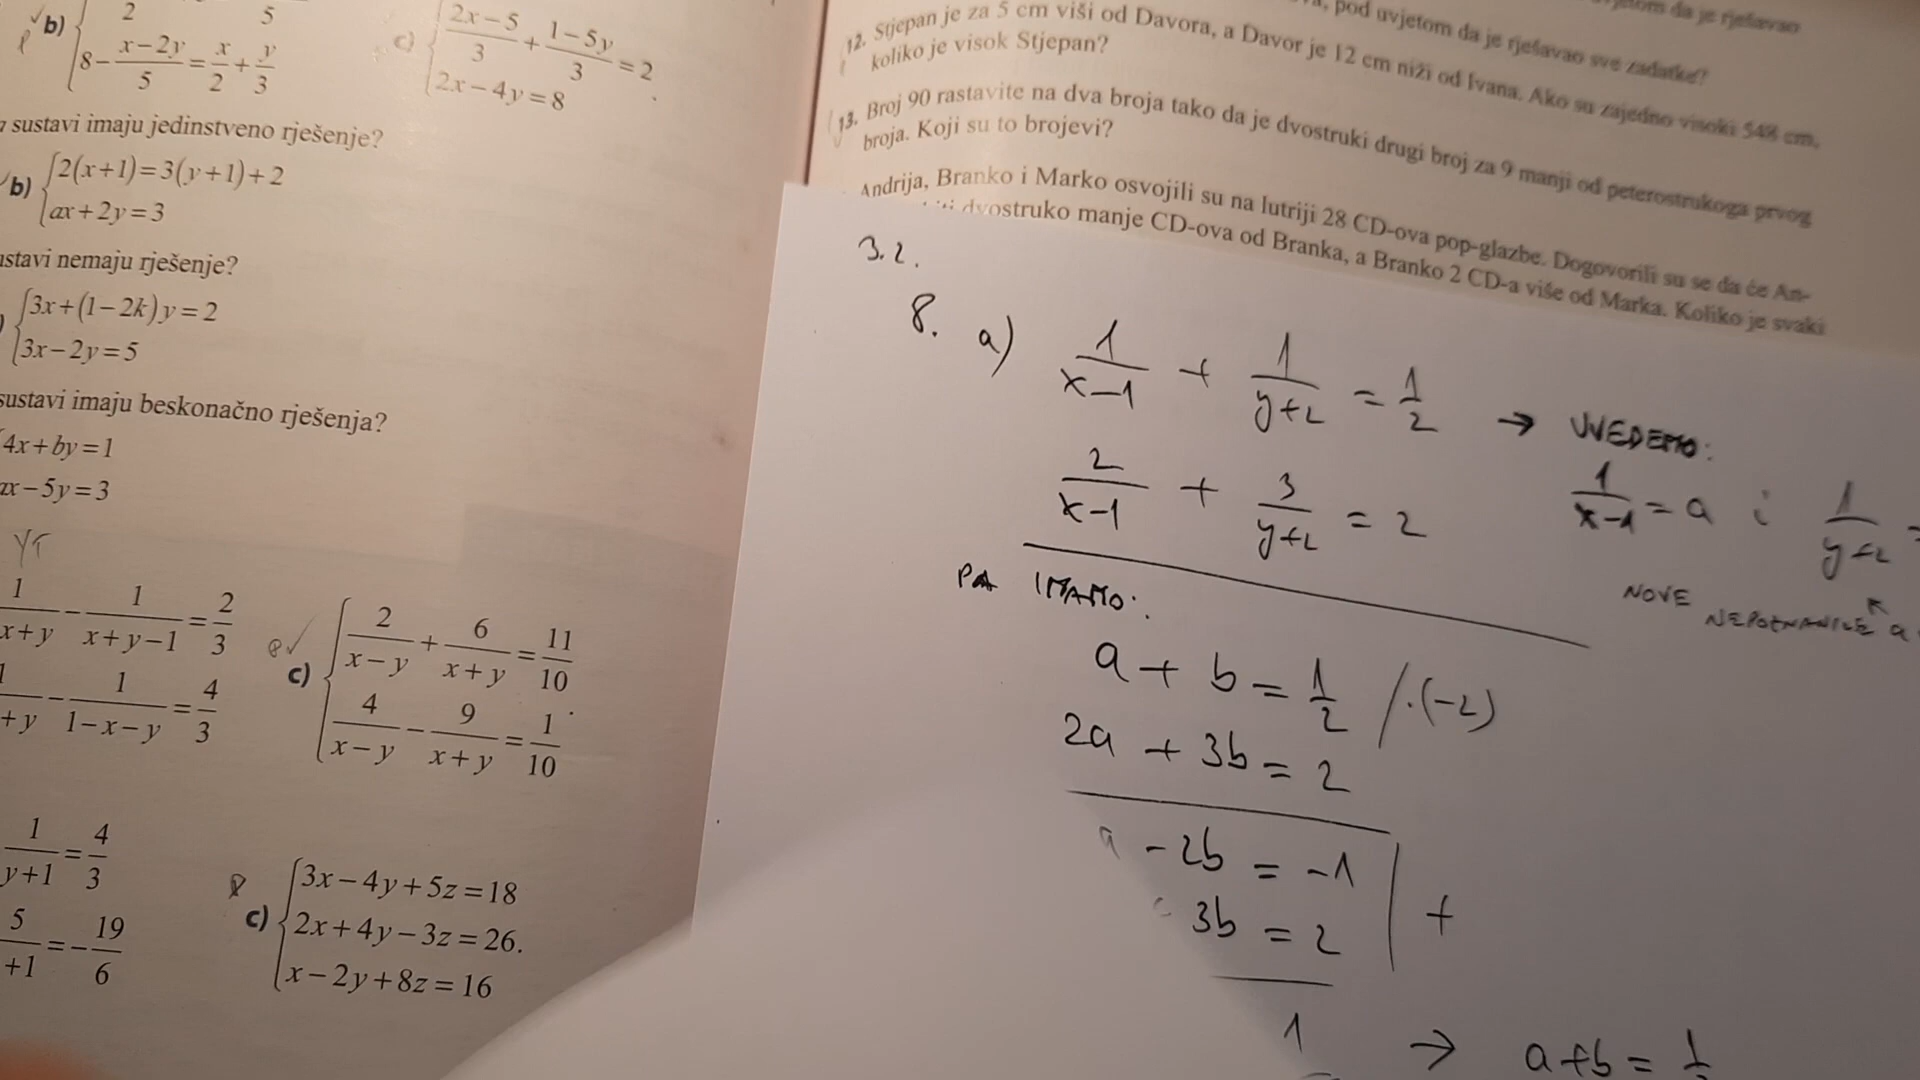 b) 2 5
8 − (x−2y)/5 = x/2 + y/3
c) (2x−5)/3 + (1−5y)/3 = 2
2x−4y=8 .
sustavi imaju jedinstveno rješenje?
b) 2(x+1)=3(y+1)+2
ax+2y=3
nemaju rješenje?
3x+(1−2k)y=2
3x−2y=5
sustavi imaju beskonačno rješenja?
4x+by=1
−5y=3
YT
1/(x+y) − 1/(x+y−1) = 2/3
− 1/(1−x−y) = 4/3
c) 2/(x−y) + 6/(x+y) = 11/10
4/(x−y) − 9/(x+y) = 1/10 .
1/(y+1) = 4/3
5/ +1 = − 19/6
c) 3x−4y+5z=18
2x+4y−3z=26.
x−2y+8z=16
pod uvjetom da je rješavao sve zadatke?
12. Stjepan je za 5 cm viši od Davora, a Davor je 12 cm niži od Ivana. Ako su zajedno visoki 548 cm,
koliko je visok Stjepan?
13. Broj 90 rastavite na dva broja tako da je dvostruki drugi broj za 9 manji od peterostrukoga prvog
broja. Koji su to brojevi?
Andrija, Branko i Marko osvojili su na lutriji 28 CD-ova pop-glazbe. Dogovorili su se da će An-
dvostruko manje CD-ova od Branka, a Branko 2 CD-a više od Marka. Koliko je svaki
3.2.
8. a) 1/(x−1) + 1/(y+2) = 1/2 → UVEDEMO:
2/(x−1) + 3/(y+2) = 2
1/(x−1) = a i 1/(y+2) =
NOVE NEPOZNANICE a
PA IMAMO:
a + b = 1/2 /·(−2)
2a + 3b = 2
− 2b = −1
3b = 2 +
1 → a+b = 1/2